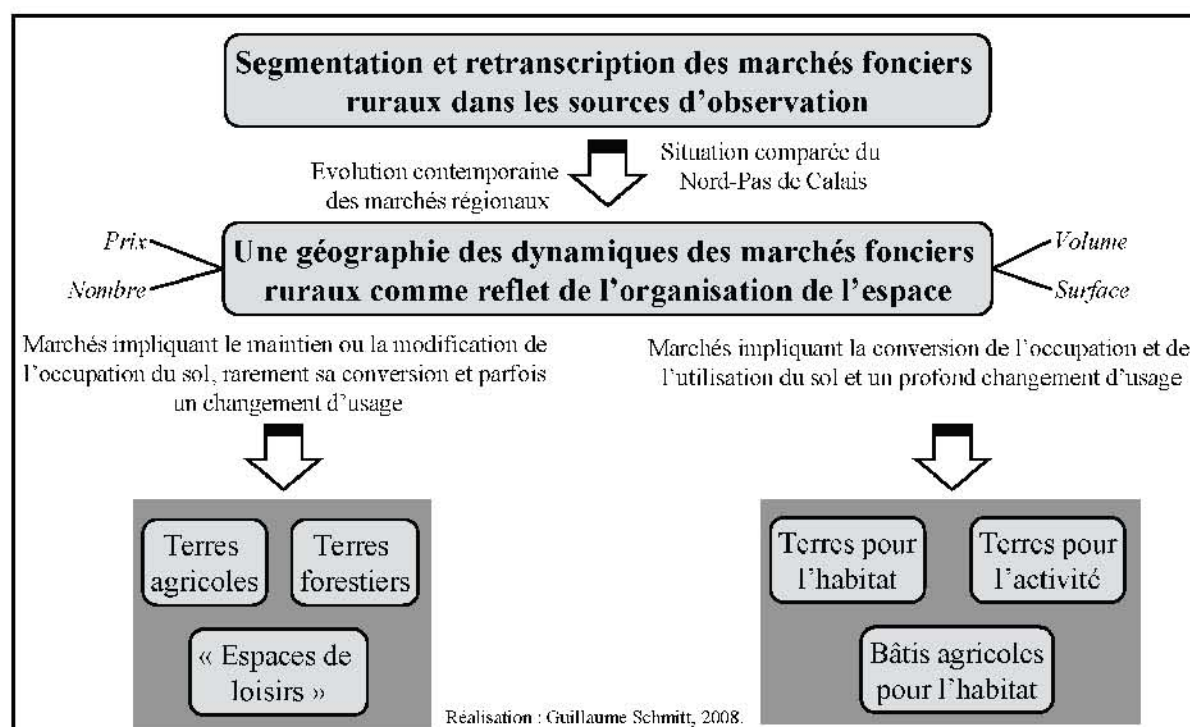 Segmentation et retranscription des marchés fonciers
ruraux dans les sources d'observation
Evolution contemporaine
des marchés régionaux
Situation comparée du
Nord-Pas de Calais
Prix
Nombre
Une géographie des dynamiques des marchés fonciers
ruraux comme reflet de l'organisation de l'espace
Volume
Surface
Marchés impliquant le maintien ou la modification de
l'occupation du sol, rarement sa conversion et parfois
un changement d'usage
Marchés impliquant la conversion de l'occupation et de
l'utilisation du sol et un profond changement d'usage
Terres
agricoles
Terres
forestiers
« Espaces de
loisirs »
Terres pour
l'habitat
Terres pour
l'activité
Bâtis agricoles
pour l'habitat
Réalisation : Guillaume Schmitt, 2008.